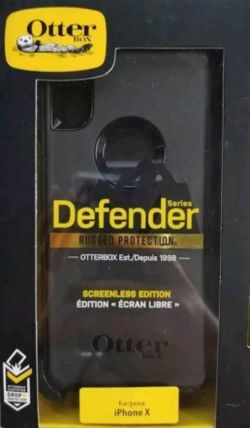 Otter
BOX
Series
Defender
RUGGED PROTECTION
OTTERBOX Est./Depuis 1998
SCREENLESS EDITION
ÉDITION « ÉCRAN LIBRE »
Otter
BOX
for/pour
iPhone X
DROP+